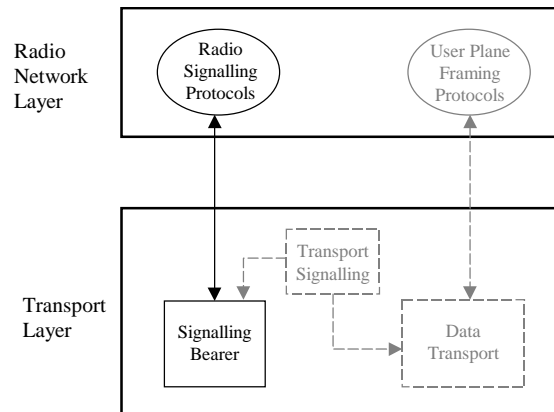 Radio
Network
Layer
Radio
Signalling
Protocols
User Plane
Framing
Protocols
Transport
Layer
Transport
Signalling
Signalling
Bearer
Data
Transport